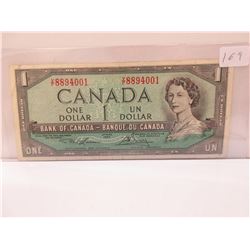 169
8894001
8894001
CANADA
ONE DOLLAR 1 UN DOLLAR
BANK OF CANADA - BANQUE DU CANADA
ONE
UN